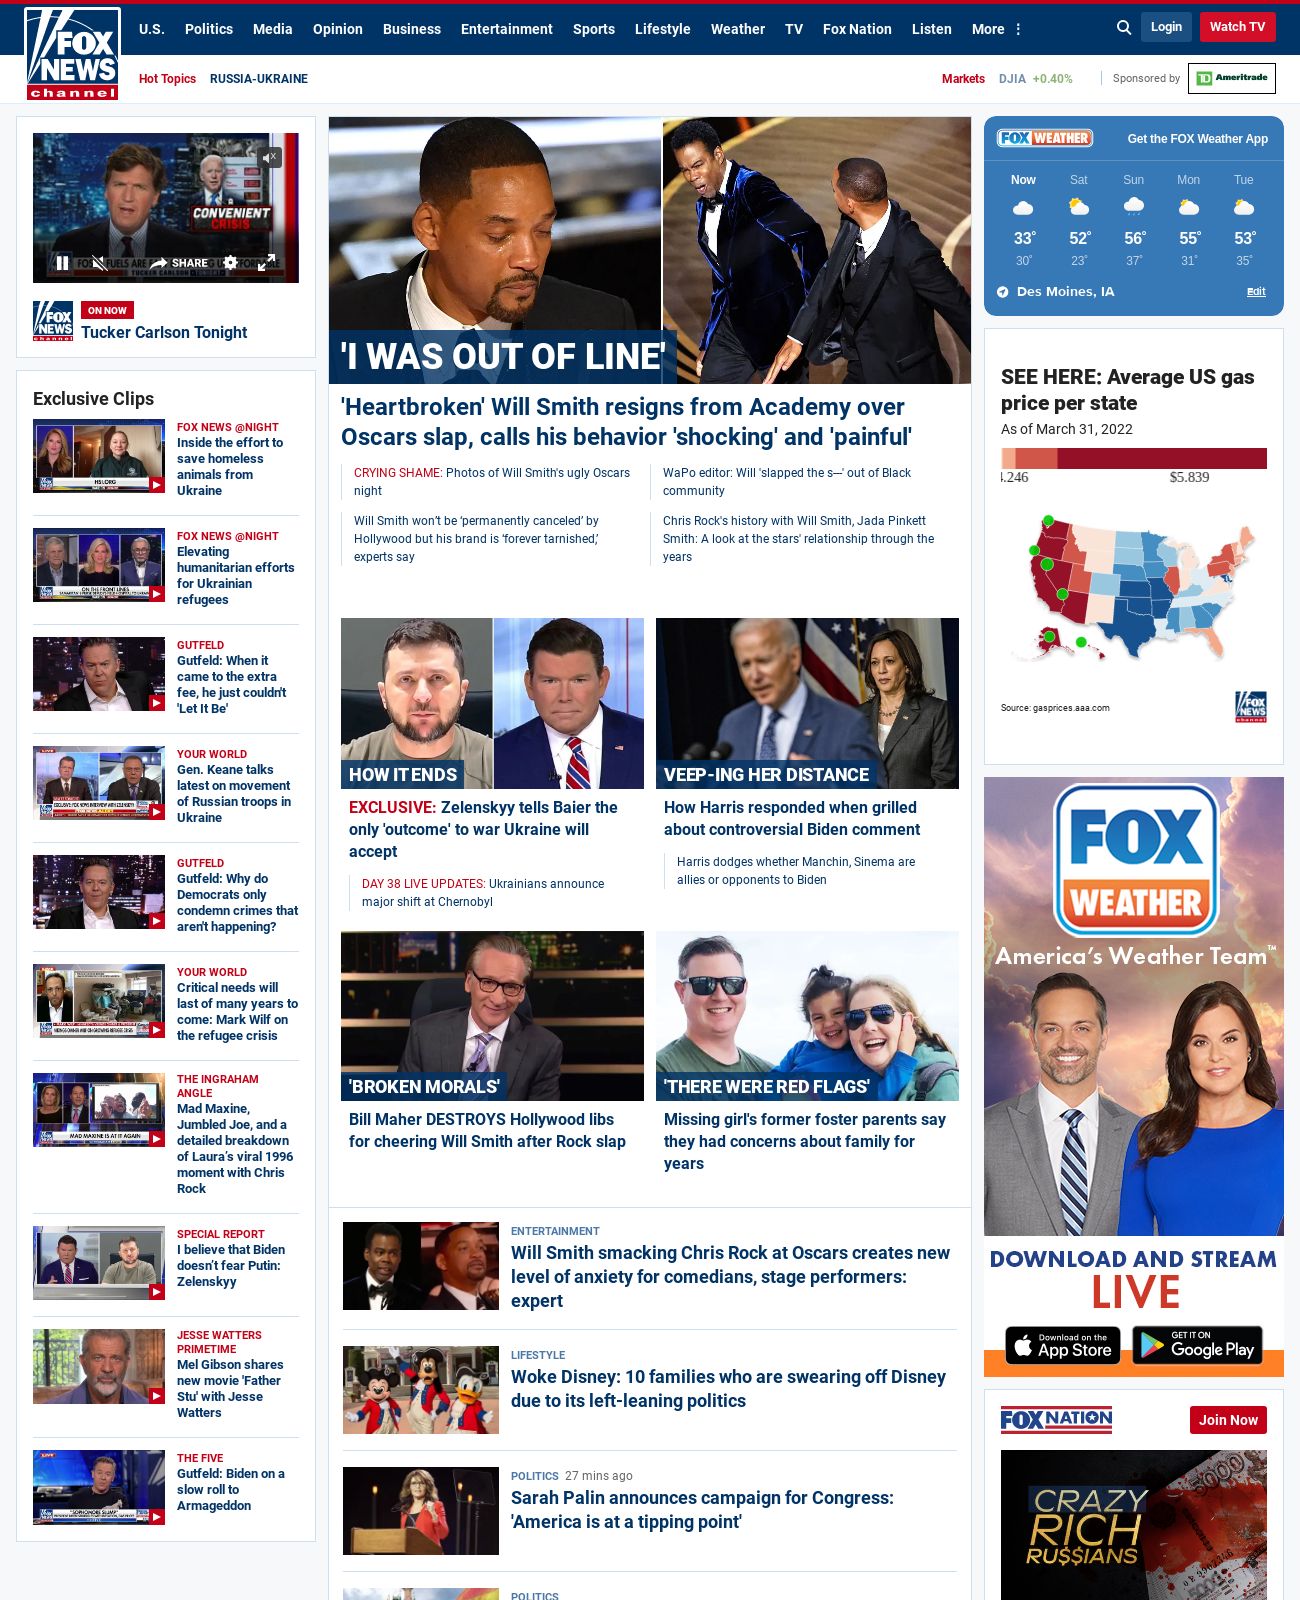 FOX
NEWS
channel
U.S. Politics Media Opinion Business Entertainment Sports Lifestyle Weather TV Fox Nation Listen More
Login
Watch TV
Hot Topics RUSSIA-UKRAINE
Markets DJIA +0.40%
Sponsored by
TD Ameritrade
CONVENIENT
CRISIS
SHARE
ON NOW
Tucker Carlson Tonight
Exclusive Clips
FOX NEWS @NIGHT
Inside the effort to
save homeless
animals from
Ukraine
HSI.ORG
FOX NEWS @NIGHT
Elevating
humanitarian efforts
for Ukrainian
refugees
ON THE FRONT LINES
GUTFELD
Gutfeld: When it
came to the extra
fee, he just couldn't
'Let It Be'
YOUR WORLD
Gen. Keane talks
latest on movement
of Russian troops in
Ukraine
GUTFELD
Gutfeld: Why do
Democrats only
condemn crimes that
aren't happening?
YOUR WORLD
Critical needs will
last of many years to
come: Mark Wilf on
the refugee crisis
THE INGRAHAM
ANGLE
Mad Maxine,
Jumbled Joe, and a
detailed breakdown
of Laura’s viral 1996
moment with Chris
Rock
MAD MAXINE IS AT IT AGAIN
SPECIAL REPORT
I believe that Biden
doesn’t fear Putin:
Zelenskyy
JESSE WATTERS
PRIMETIME
Mel Gibson shares
new movie 'Father
Stu' with Jesse
Watters
THE FIVE
Gutfeld: Biden on a
slow roll to
Armageddon
'I WAS OUT OF LINE'
'Heartbroken' Will Smith resigns from Academy over
Oscars slap, calls his behavior 'shocking' and 'painful'
CRYING SHAME: Photos of Will Smith's ugly Oscars
night
WaPo editor: Will 'slapped the s—' out of Black
community
Will Smith won’t be ‘permanently canceled’ by
Hollywood but his brand is ‘forever tarnished,’
experts say
Chris Rock's history with Will Smith, Jada Pinkett
Smith: A look at the stars' relationship through the
years
HOW IT ENDS
EXCLUSIVE: Zelenskyy tells Baier the
only 'outcome' to war Ukraine will
accept
DAY 38 LIVE UPDATES: Ukrainians announce
major shift at Chernobyl
VEEP-ING HER DISTANCE
How Harris responded when grilled
about controversial Biden comment
Harris dodges whether Manchin, Sinema are
allies or opponents to Biden
'BROKEN MORALS'
Bill Maher DESTROYS Hollywood libs
for cheering Will Smith after Rock slap
'THERE WERE RED FLAGS'
Missing girl's former foster parents say
they had concerns about family for
years
ENTERTAINMENT
Will Smith smacking Chris Rock at Oscars creates new
level of anxiety for comedians, stage performers:
expert
LIFESTYLE
Woke Disney: 10 families who are swearing off Disney
due to its left-leaning politics
POLITICS 27 mins ago
Sarah Palin announces campaign for Congress:
'America is at a tipping point'
POLITICS
FOX WEATHER
Get the FOX Weather App
Now Sat Sun Mon Tue
33° 52° 56° 55° 53°
30° 23° 37° 31° 35°
Des Moines, IA
Edit
SEE HERE: Average US gas
price per state
As of March 31, 2022
4.246 $5.839
Source: gasprices.aaa.com
FOX
NEWS
channel
FOX
WEATHER
America’s Weather Team™
DOWNLOAD AND STREAM
LIVE
Download on the
App Store
GET IT ON
Google Play
FOX NATION
Join Now
CRAZY
RICH
RU$$IANS
5000